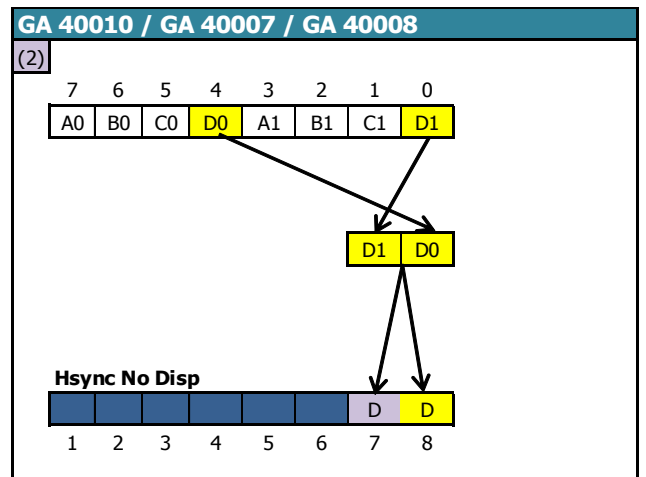 GA 40010 / GA 40007 / GA 40008
(2)
7 6 5 4 3 2 1 0
A0 B0 C0 D0 A1 B1 C1 D1
D1 D0
Hsync No Disp
D D
1 2 3 4 5 6 7 8